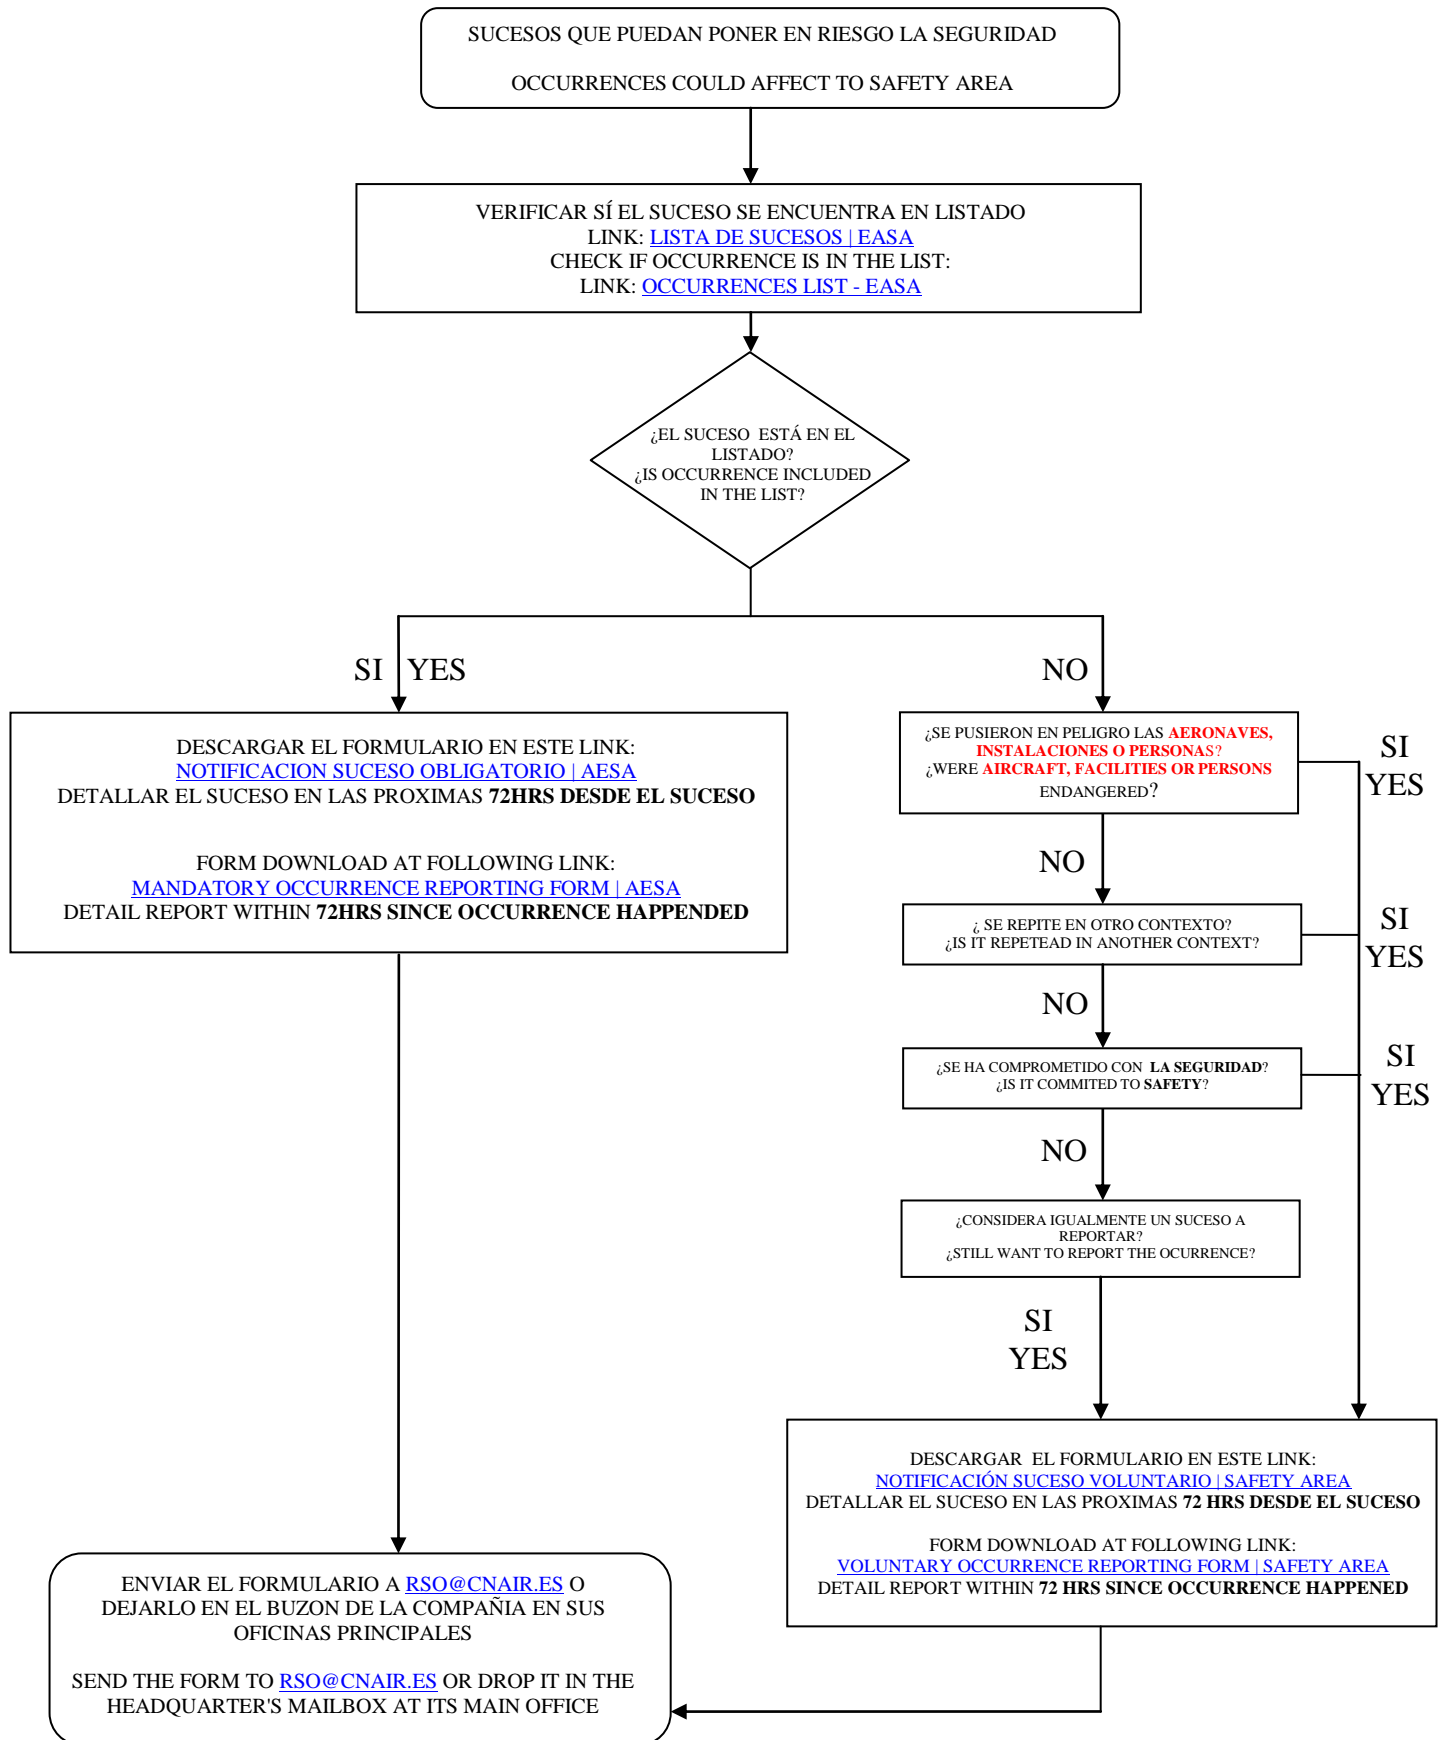 SUCESOS QUE PUEDAN PONER EN RIESGO LA SEGURIDAD
OCCURRENCES COULD AFFECT TO SAFETY AREA
VERIFICAR SÍ EL SUCESO SE ENCUENTRA EN LISTADO
LINK: LISTA DE SUCESOS | EASA
CHECK IF OCCURRENCE IS IN THE LIST:
LINK: OCCURRENCES LIST - EASA
¿EL SUCESO ESTÁ EN EL
LISTADO?
¿IS OCCURRENCE INCLUDED
IN THE LIST?
SI YES
NO
DESCARGAR EL FORMULARIO EN ESTE LINK:
NOTIFICACION SUCESO OBLIGATORIO | AESA
DETALLAR EL SUCESO EN LAS PROXIMAS 72HRS DESDE EL SUCESO
FORM DOWNLOAD AT FOLLOWING LINK:
MANDATORY OCCURRENCE REPORTING FORM | AESA
DETAIL REPORT WITHIN 72HRS SINCE OCCURRENCE HAPPENDED
¿SE PUSIERON EN PELIGRO LAS AERONAVES,
INSTALACIONES O PERSONAS?
¿WERE AIRCRAFT, FACILITIES OR PERSONS
ENDANGERED?
SI
YES
NO
¿ SE REPITE EN OTRO CONTEXTO?
¿IS IT REPETEAD IN ANOTHER CONTEXT?
SI
YES
NO
¿SE HA COMPROMETIDO CON LA SEGURIDAD?
¿IS IT COMMITED TO SAFETY?
SI
YES
NO
¿CONSIDERA IGUALMENTE UN SUCESO A
REPORTAR?
¿STILL WANT TO REPORT THE OCURRENCE?
SI
YES
DESCARGAR EL FORMULARIO EN ESTE LINK:
NOTIFICACIÓN SUCESO VOLUNTARIO | SAFETY AREA
DETALLAR EL SUCESO EN LAS PROXIMAS 72 HRS DESDE EL SUCESO
FORM DOWNLOAD AT FOLLOWING LINK:
VOLUNTARY OCCURRENCE REPORTING FORM | SAFETY AREA
DETAIL REPORT WITHIN 72 HRS SINCE OCCURRENCE HAPPENED
ENVIAR EL FORMULARIO A RSO@CNAIR.ES O
DEJARLO EN EL BUZON DE LA COMPAÑIA EN SUS
OFICINAS PRINCIPALES
SEND THE FORM TO RSO@CNAIR.ES OR DROP IT IN THE
HEADQUARTER'S MAILBOX AT ITS MAIN OFFICE